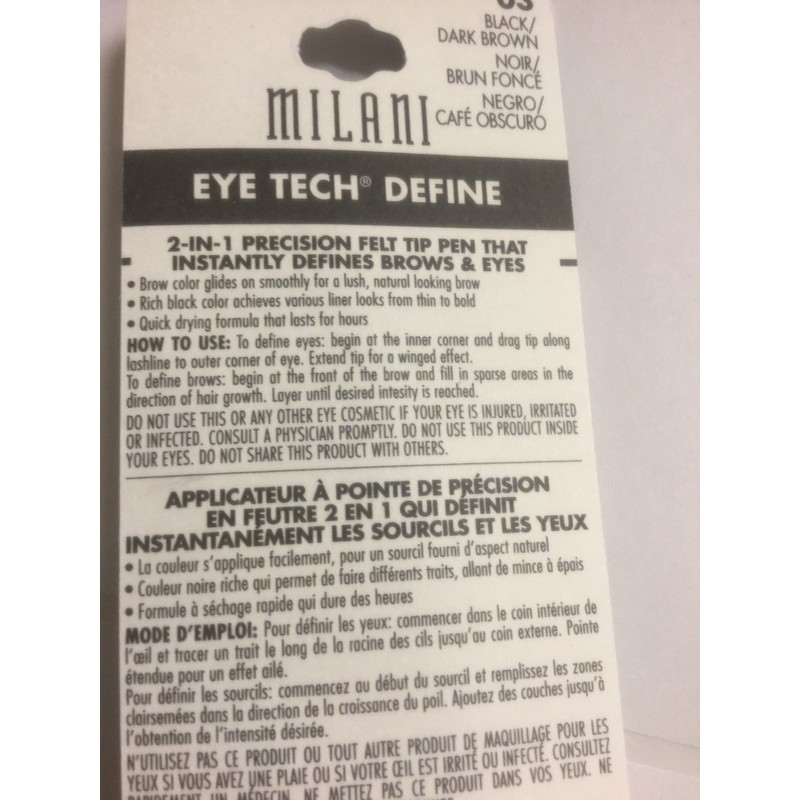 03
BLACK/
DARK BROWN
NOIR/
BRUN FONCÉ
NEGRO/
CAFÉ OBSCURO
MILANI
EYE TECH® DEFINE
2-IN-1 PRECISION FELT TIP PEN THAT
INSTANTLY DEFINES BROWS & EYES
• Brow color glides on smoothly for a lush, natural looking brow
• Rich black color achieves various liner looks from thin to bold
• Quick drying formula that lasts for hours
HOW TO USE: To define eyes: begin at the inner corner and drag tip along
lashline to outer corner of eye. Extend tip for a winged effect.
To define brows: begin at the front of the brow and fill in sparse areas in the
direction of hair growth. Layer until desired intesity is reached.
DO NOT USE THIS OR ANY OTHER EYE COSMETIC IF YOUR EYE IS INJURED, IRRITATED
OR INFECTED. CONSULT A PHYSICIAN PROMPTLY. DO NOT USE THIS PRODUCT INSIDE
YOUR EYES. DO NOT SHARE THIS PRODUCT WITH OTHERS.
APPLICATEUR À POINTE DE PRÉCISION
EN FEUTRE 2 EN 1 QUI DÉFINIT
INSTANTANÉMENT LES SOURCILS ET LES YEUX
• La couleur s'applique facilement, pour un sourcil fourni d'aspect naturel
• Couleur noire riche qui permet de faire différents traits, allant de mince à épais
• Formule à séchage rapide qui dure des heures
MODE D'EMPLOI: Pour définir les yeux: commencer dans le coin intérieur de
l'œil et tracer un trait le long de la racine des cils jusqu'au coin externe. Pointe
étendue pour un effet ailé.
Pour définir les sourcils: commencez au début du sourcil et remplissez les zones
clairsemées dans la direction de la croissance du poil. Ajoutez des couches jusqu'à
l'obtention de l'intensité désirée.
N'UTILISEZ PAS CE PRODUIT OU TOUT AUTRE PRODUIT DE MAQUILLAGE POUR LES
YEUX SI VOUS AVEZ UNE PLAIE OU SI VOTRE ŒIL EST IRRITÉ OU INFECTÉ. CONSULTEZ
RAPIDEMENT UN MÉDECIN. NE METTEZ PAS CE PRODUIT DANS VOS YEUX. NE